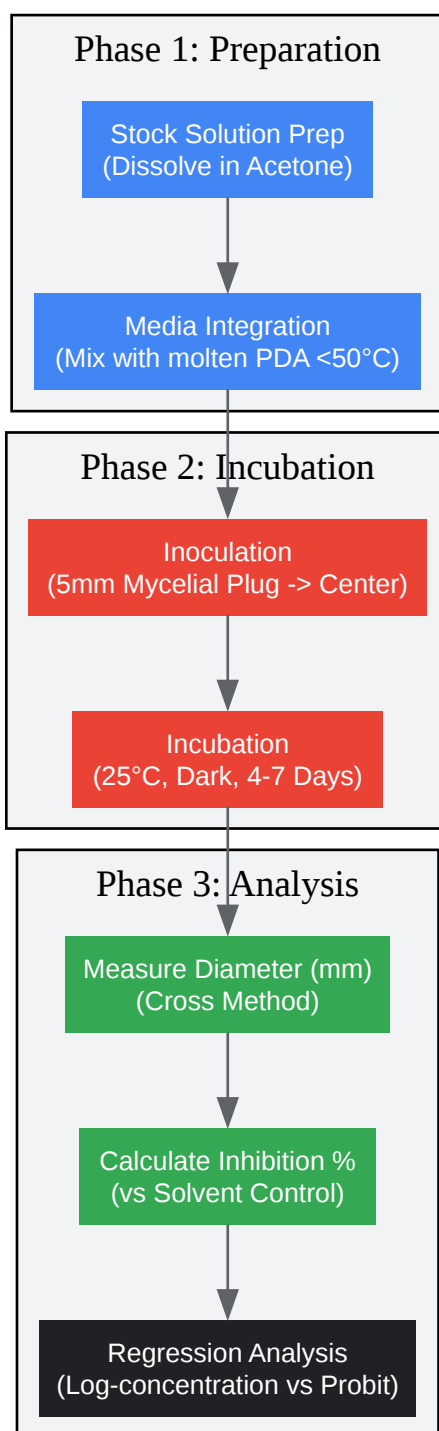 Phase 1: Preparation
Stock Solution Prep
(Dissolve in Acetone)
Media Integration
(Mix with molten PDA <50°C)
Phase 2: Incubation
Inoculation
(5mm Mycelial Plug -> Center)
Incubation
(25°C, Dark, 4-7 Days)
Phase 3: Analysis
Measure Diameter (mm)
(Cross Method)
Calculate Inhibition %
(vs Solvent Control)
Regression Analysis
(Log-concentration vs Probit)